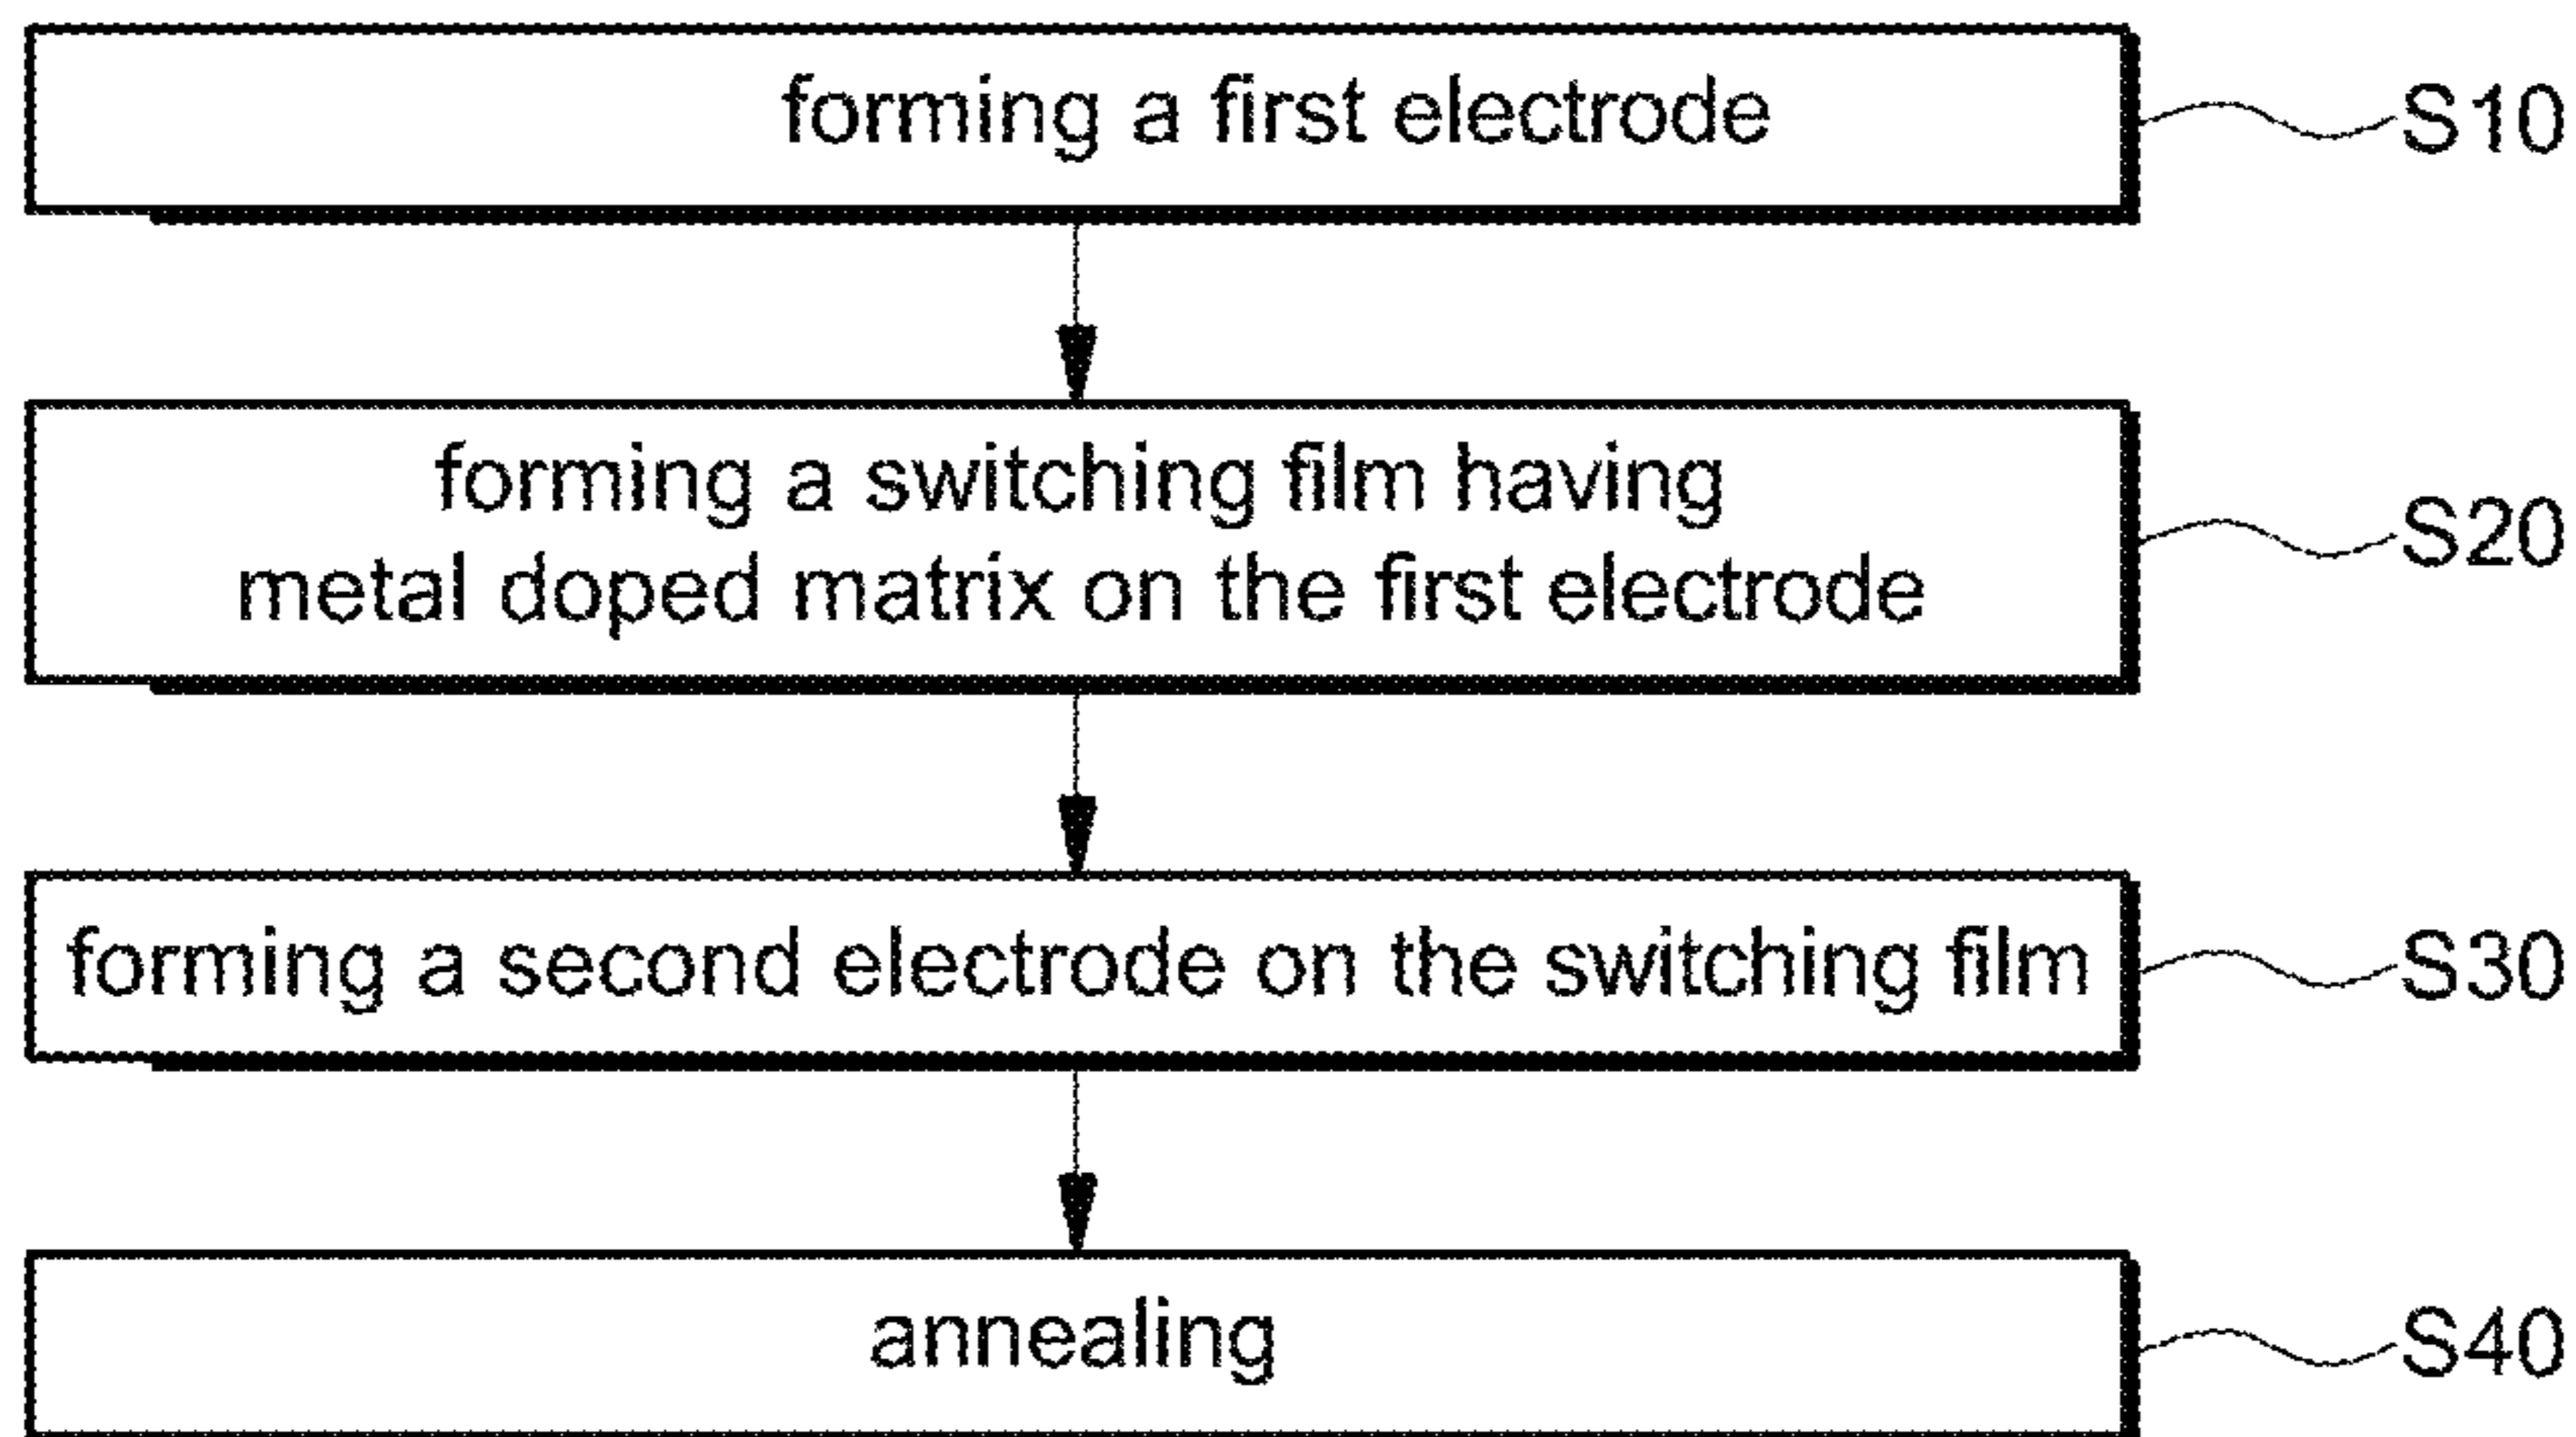 forming a first electrode
S10
forming a switching film having
metal doped matrix on the first electrode
S20
forming a second electrode on the switching film
S30
annealing
S40